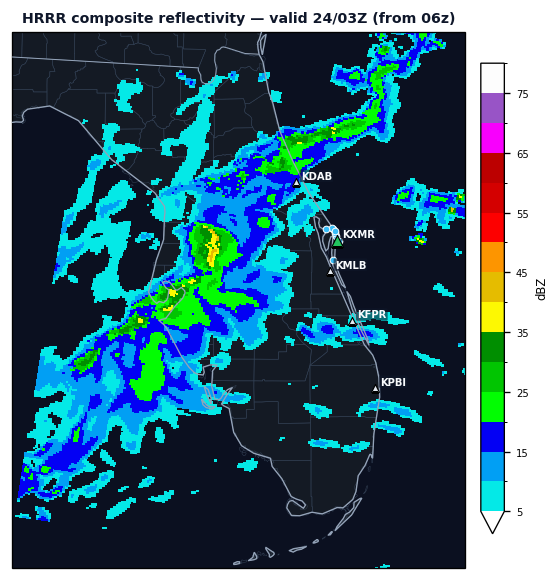 HRRR composite reflectivity — valid 24/03Z (from 06z)
KDAB
KXMR
KMLB
KFPR
KPBI
75
65
55
45
35
25
15
5
dBZ